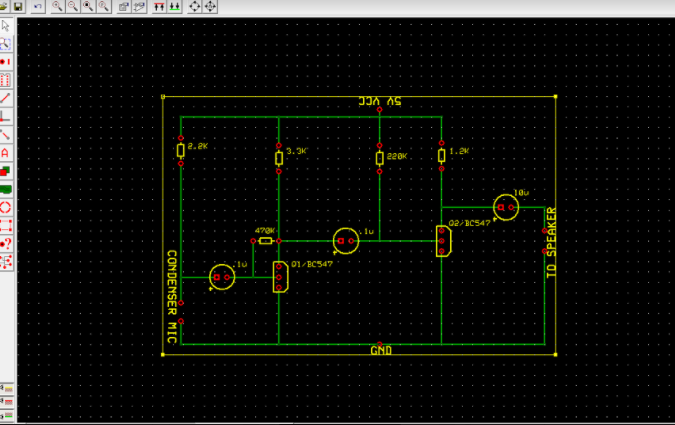 5V VCC
2.2K
3.3K
220K
1.2K
10u
Q2/BC547
470K
.1u
TO SPEAKER
.1u
Q1/BC547
CONDENSER MIC
GND